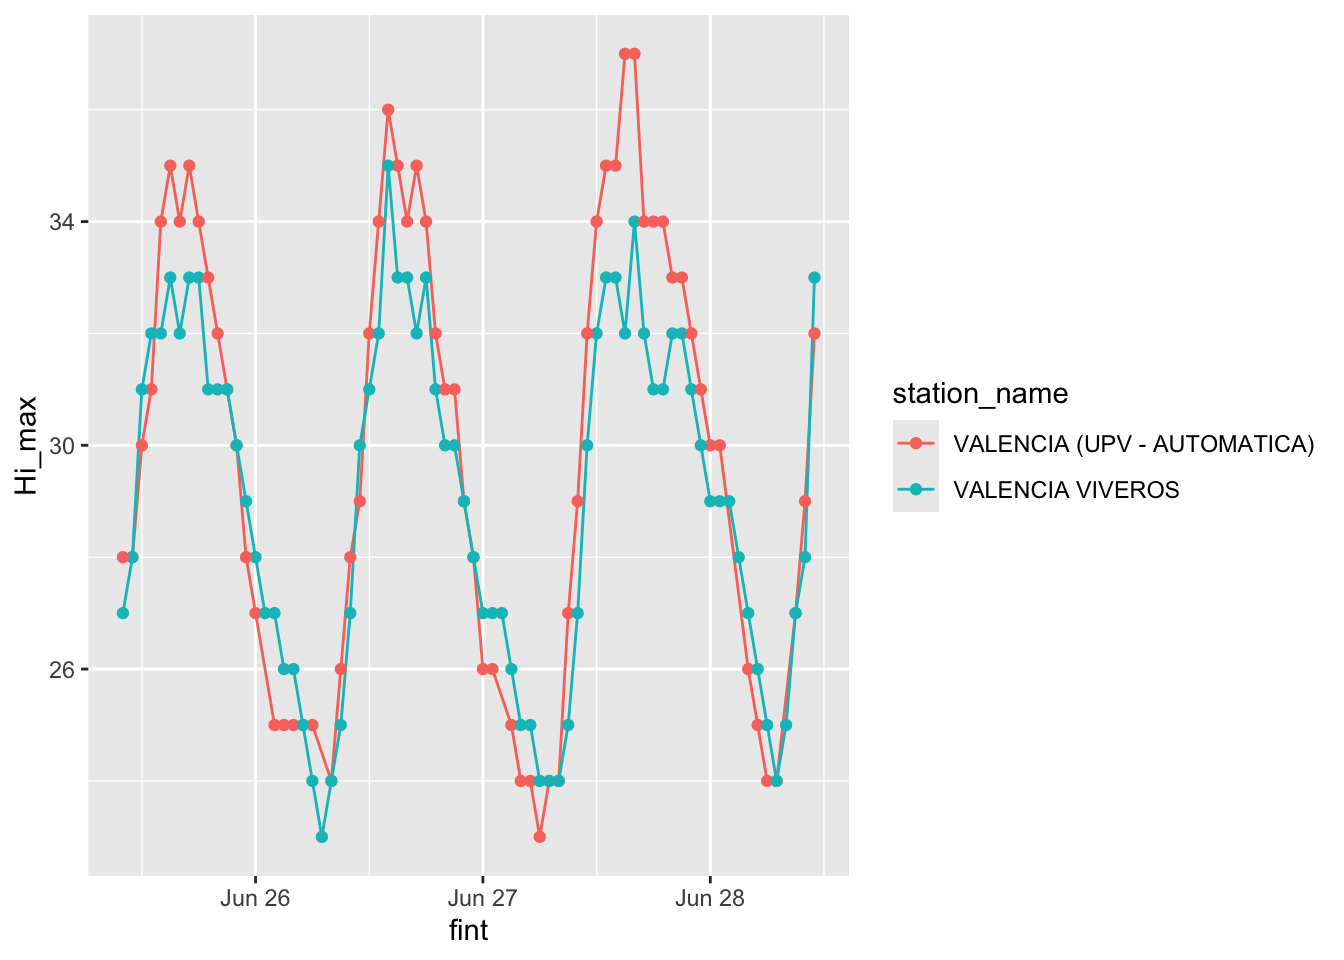 Hi_max
34
30
26
Jun 26
Jun 27
Jun 28
fint
station_name
VALENCIA (UPV - AUTOMATICA)
VALENCIA VIVEROS